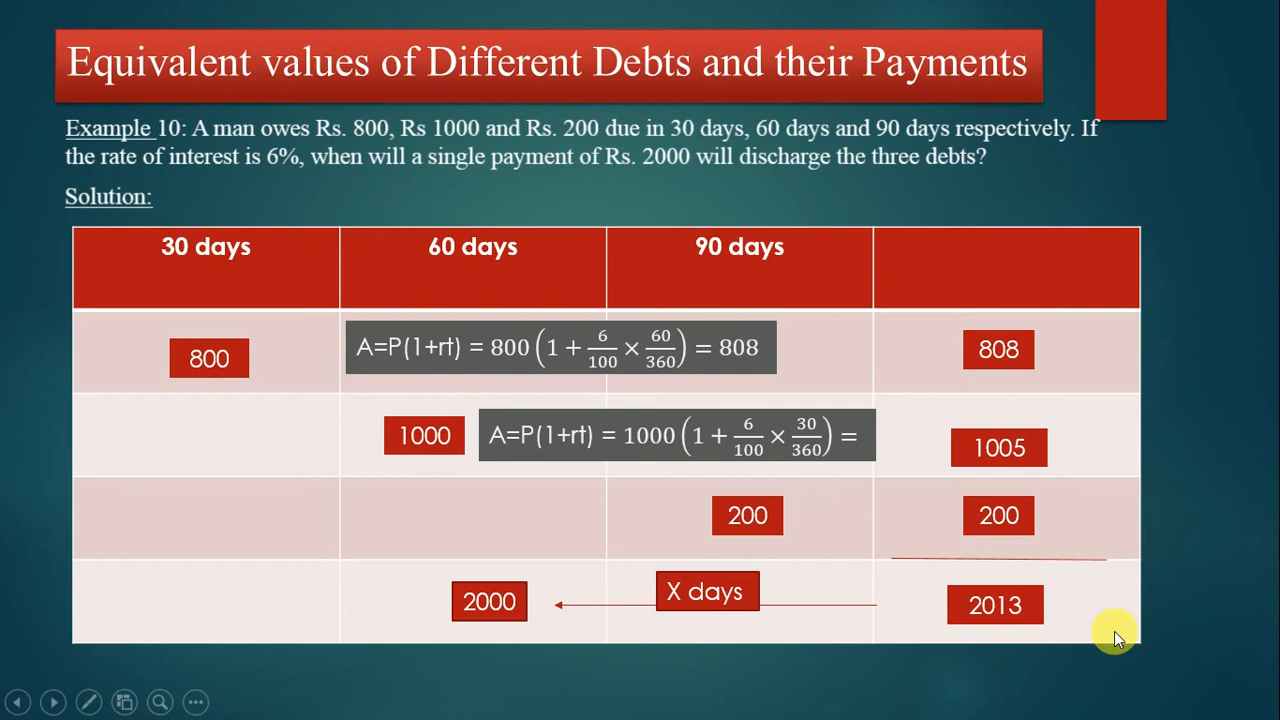 Equivalent values of Different Debts and their Payments
Example 10: A man owes Rs. 800, Rs 1000 and Rs. 200 due in 30 days, 60 days and 90 days respectively. If
the rate of interest is 6%, when will a single payment of Rs. 2000 will discharge the three debts?
Solution:
30 days 60 days 90 days
800 A=P(1+rt) = 800(1 + 6/100 × 60/360) = 808 808
1000 A=P(1+rt) = 1000(1 + 6/100 × 30/360) = 1005
200 200
2000 X days 2013